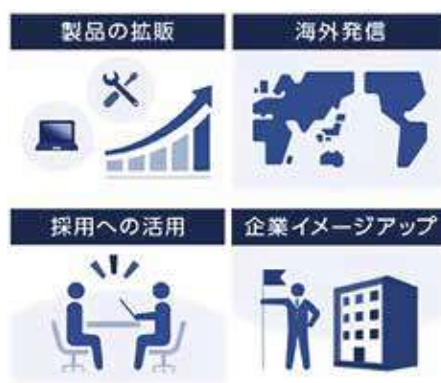 製品の拡販
海外発信
採用への活用
企業イメージアップ